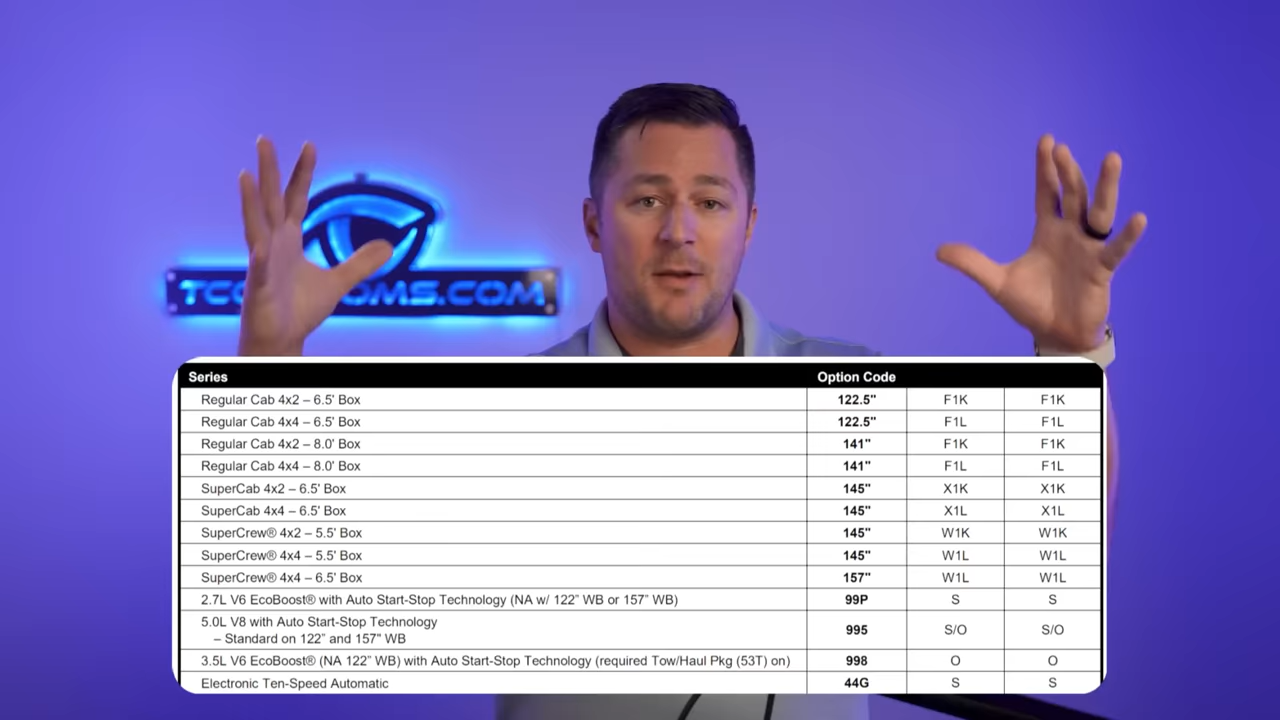 TCC OMS.COM
Series Option Code
Regular Cab 4x2 – 6.5' Box 122.5" F1K F1K
Regular Cab 4x4 – 6.5' Box 122.5" F1L F1L
Regular Cab 4x2 – 8.0' Box 141" F1K F1K
Regular Cab 4x4 – 8.0' Box 141" F1L F1L
SuperCab 4x2 – 6.5' Box 145" X1K X1K
SuperCab 4x4 – 6.5' Box 145" X1L X1L
SuperCrew® 4x2 – 5.5' Box 145" W1K W1K
SuperCrew® 4x4 – 5.5' Box 145" W1L W1L
SuperCrew® 4x4 – 6.5' Box 157" W1L W1L
2.7L V6 EcoBoost® with Auto Start-Stop Technology (NA w/ 122" WB or 157" WB) 99P S S
5.0L V8 with Auto Start-Stop Technology
– Standard on 122" and 157" WB 995 S/O S/O
3.5L V6 EcoBoost® (NA 122" WB) with Auto Start-Stop Technology (required Tow/Haul Pkg (53T) on) 998 O O
Electronic Ten-Speed Automatic 44G S S